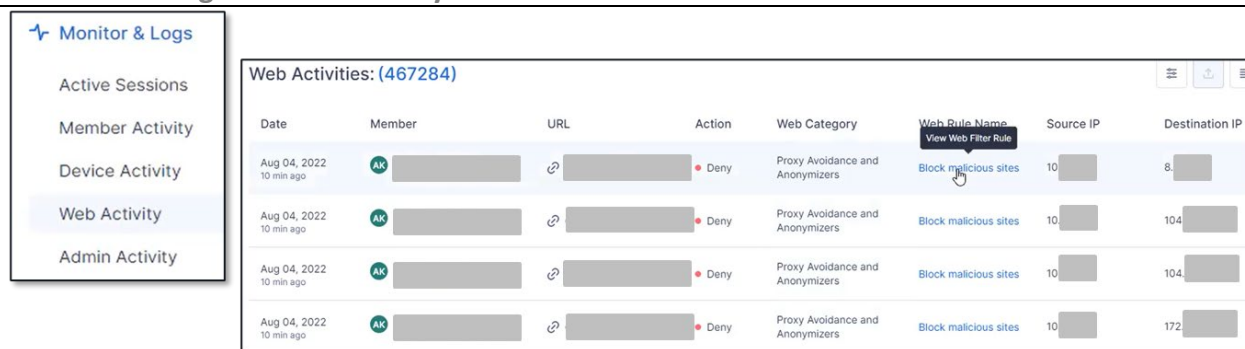 Monitor & Logs
Active Sessions
Member Activity
Device Activity
Web Activity
Admin Activity
Web Activities: (467284)
Date Member URL Action Web Category Web Rule Name Source IP Destination IP
View Web Filter Rule
Aug 04, 2022
10 min ago
AK
Deny
Proxy Avoidance and
Anonymizers
Block malicious sites
10
8.
Aug 04, 2022
10 min ago
AK
Deny
Proxy Avoidance and
Anonymizers
Block malicious sites
10.
104
Aug 04, 2022
10 min ago
AK
Deny
Proxy Avoidance and
Anonymizers
Block malicious sites
10
104.
Aug 04, 2022
10 min ago
AK
Deny
Proxy Avoidance and
Anonymizers
Block malicious sites
10
172.